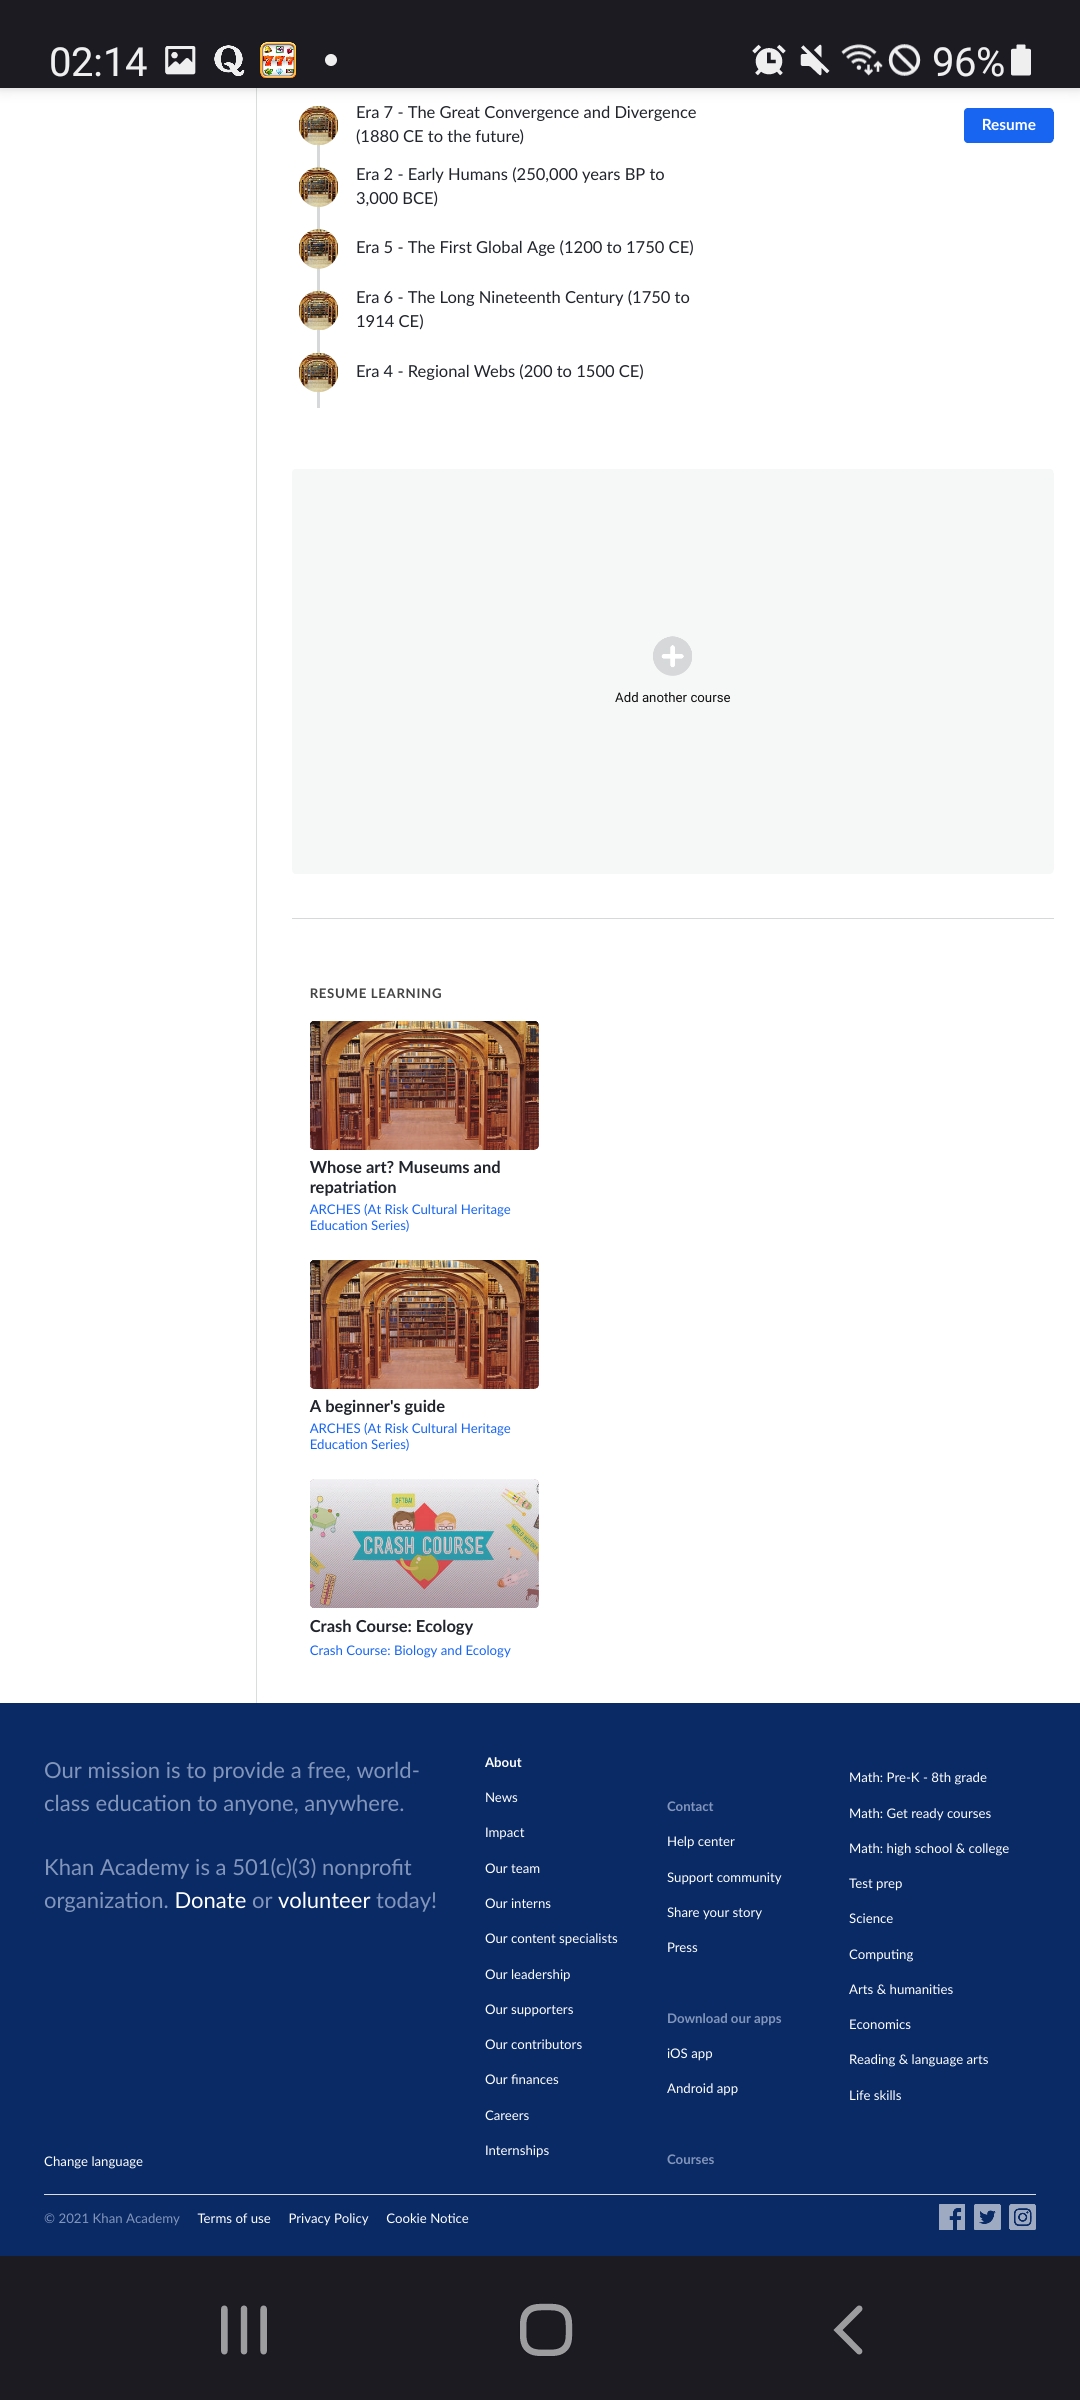 02:14
96%
Era 7 - The Great Convergence and Divergence
(1880 CE to the future)
Resume
Era 2 - Early Humans (250,000 years BP to
3,000 BCE)
Era 5 - The First Global Age (1200 to 1750 CE)
Era 6 - The Long Nineteenth Century (1750 to
1914 CE)
Era 4 - Regional Webs (200 to 1500 CE)
Add another course
RESUME LEARNING
Whose art? Museums and
repatriation
ARCHES (At Risk Cultural Heritage
Education Series)
A beginner's guide
ARCHES (At Risk Cultural Heritage
Education Series)
DFTBA!
CRASH COURSE
Crash Course: Ecology
Crash Course: Biology and Ecology
Our mission is to provide a free, world-
class education to anyone, anywhere.
Khan Academy is a 501(c)(3) nonprofit
organization. Donate or volunteer today!
Change language
About
News
Impact
Our team
Our interns
Our content specialists
Our leadership
Our supporters
Our contributors
Our finances
Careers
Internships
Contact
Help center
Support community
Share your story
Press
Download our apps
iOS app
Android app
Courses
Math: Pre-K - 8th grade
Math: Get ready courses
Math: high school & college
Test prep
Science
Computing
Arts & humanities
Economics
Reading & language arts
Life skills
© 2021 Khan Academy Terms of use Privacy Policy Cookie Notice